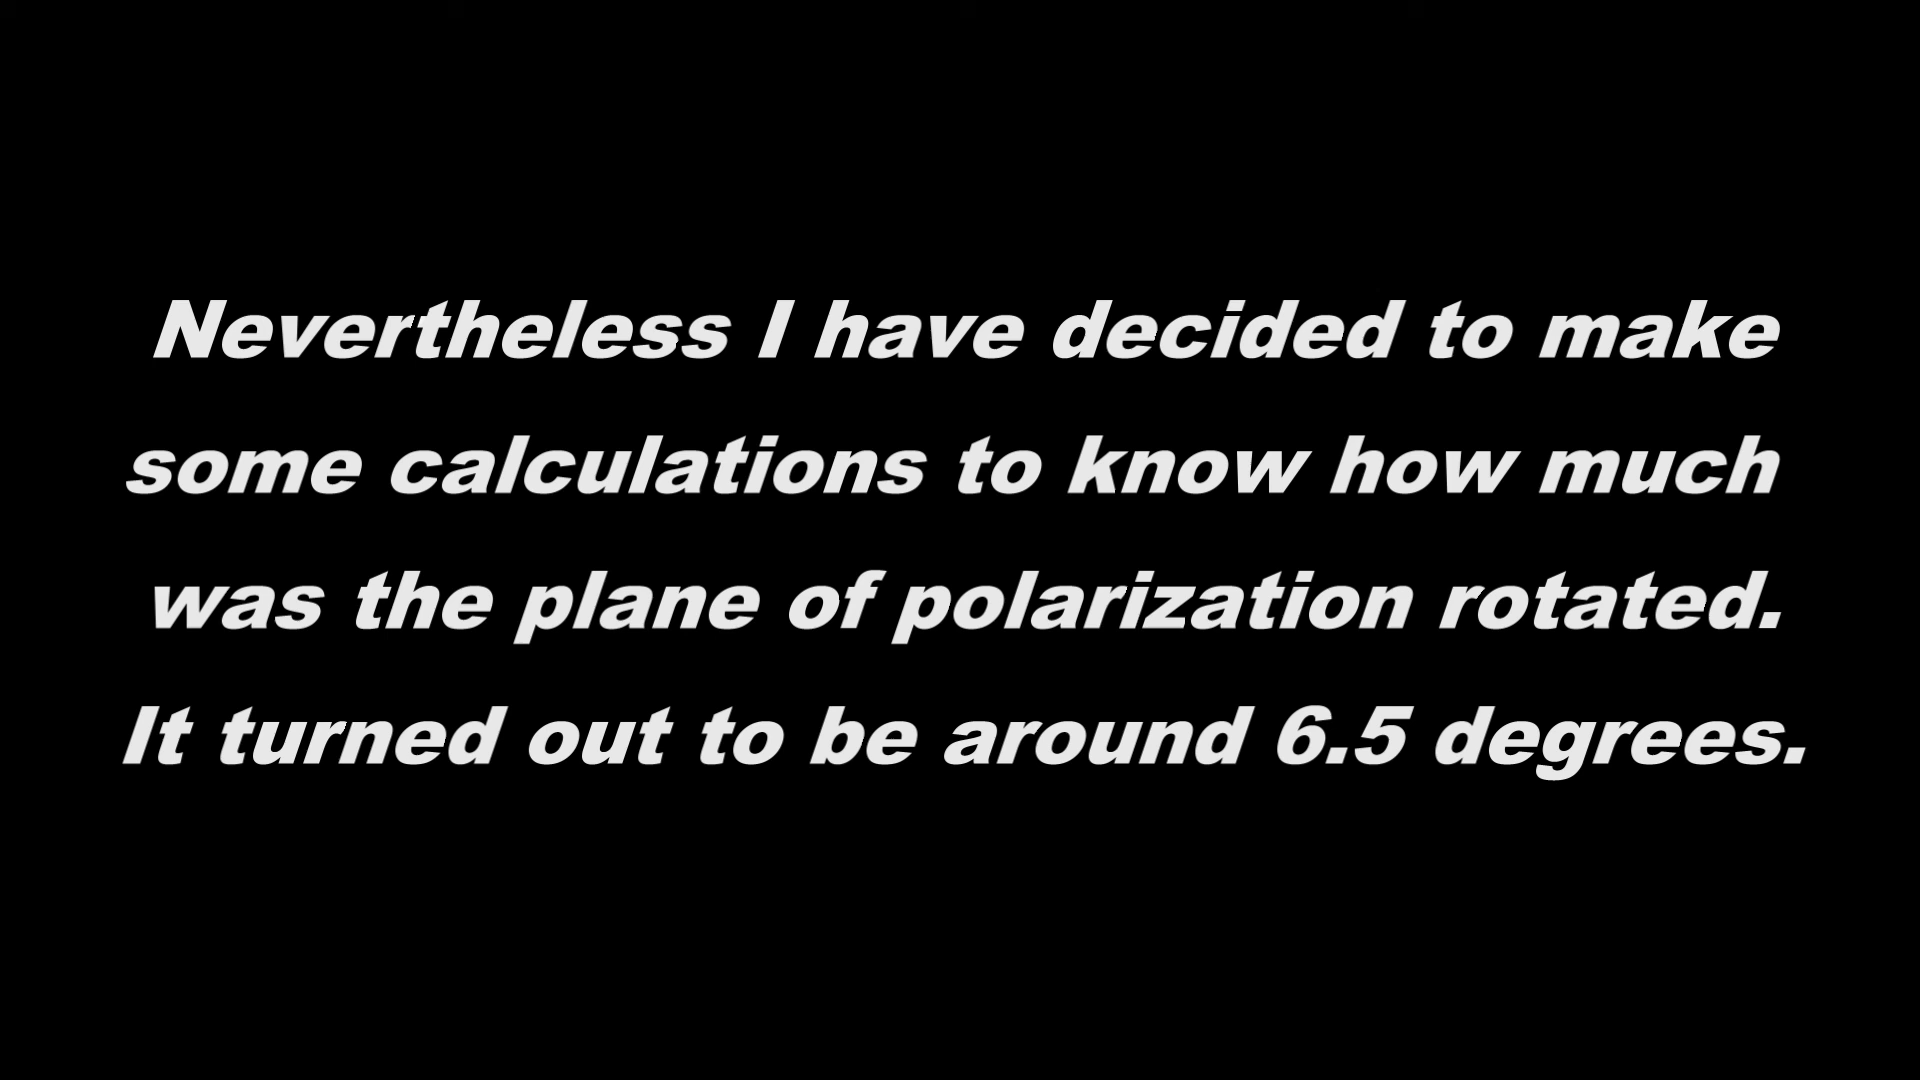 Nevertheless I have decided to make
some calculations to know how much
was the plane of polarization rotated.
It turned out to be around 6.5 degrees.